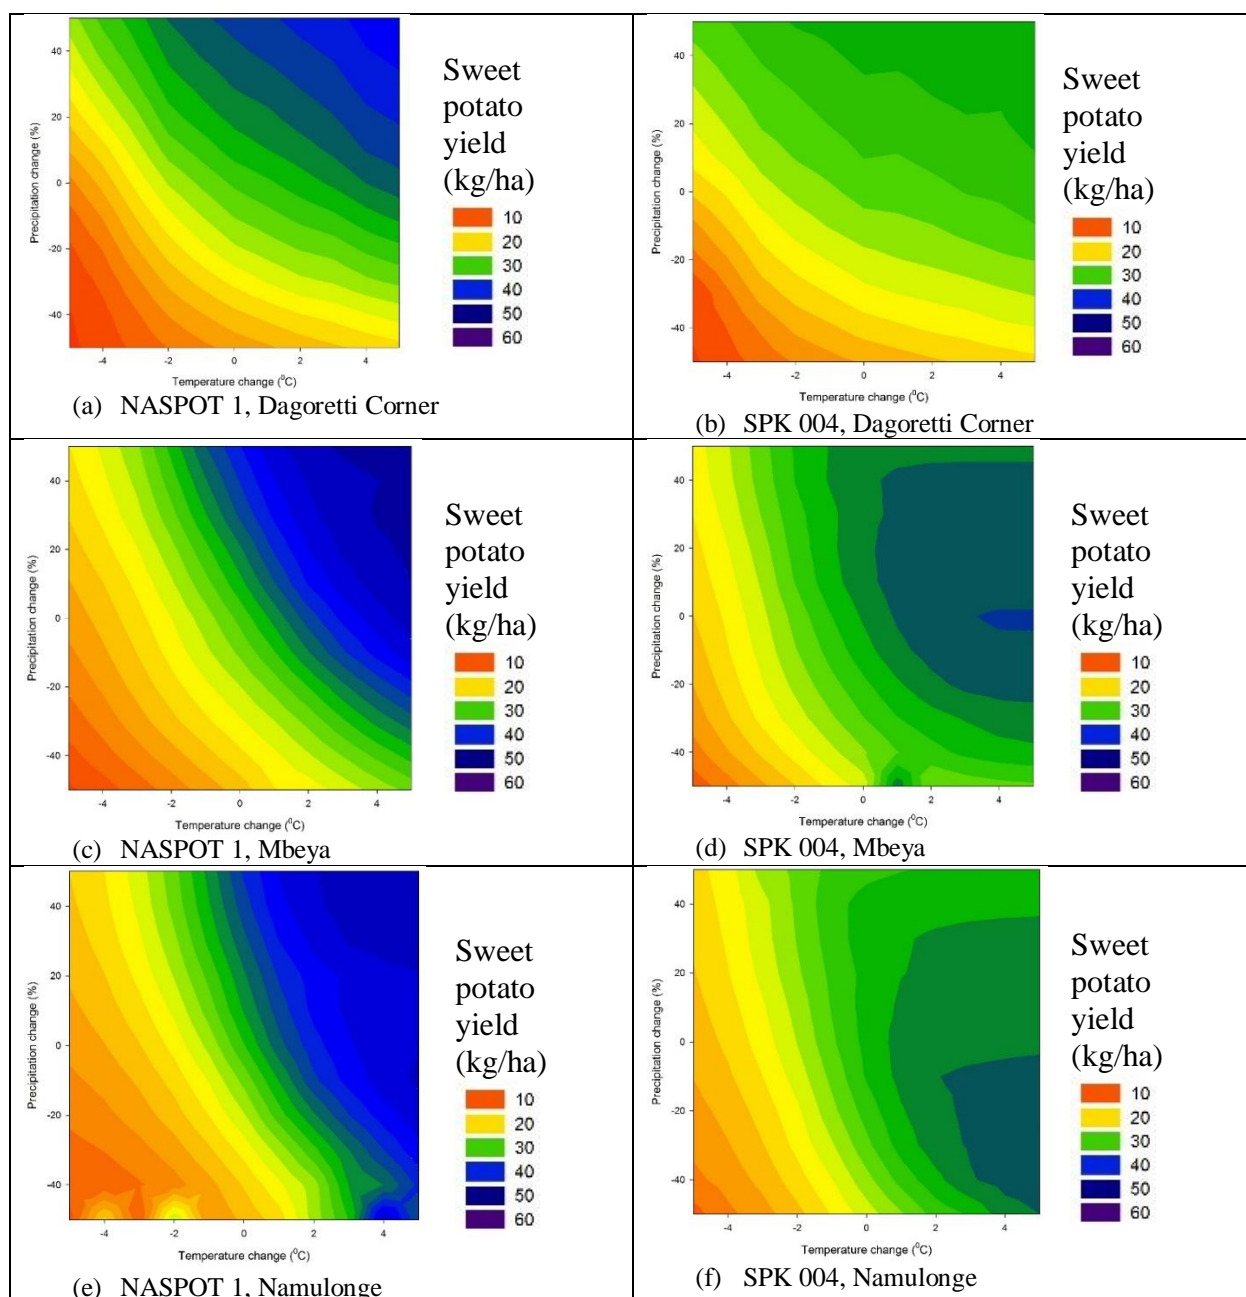 40
20
0
-20
-40
Precipitation change (%)
-4
-2
0
2
4
Temperature change (⁰C)
Sweet
potato
yield
(kg/ha)
10
20
30
40
50
60
(a) NASPOT 1, Dagoretti Corner
40
20
0
-20
-40
Precipitation change (%)
-4
-2
0
2
4
Temperature change (⁰C)
Sweet
potato
yield
(kg/ha)
10
20
30
40
50
60
(b) SPK 004, Dagoretti Corner
40
20
0
-20
-40
Precipitation change (%)
-4
-2
0
2
4
Temperature change (⁰C)
Sweet
potato
yield
(kg/ha)
10
20
30
40
50
60
(c) NASPOT 1, Mbeya
40
20
0
-20
-40
Precipitation change (%)
-4
-2
0
2
4
Temperature change (⁰C)
Sweet
potato
yield
(kg/ha)
10
20
30
40
50
60
(d) SPK 004, Mbeya
40
20
0
-20
-40
Precipitation change (%)
-4
-2
0
2
4
Temperature change (⁰C)
Sweet
potato
yield
(kg/ha)
10
20
30
40
50
60
(e) NASPOT 1, Namulonge
40
20
0
-20
-40
Precipitation change (%)
-4
-2
0
2
4
Temperature change (⁰C)
Sweet
potato
yield
(kg/ha)
10
20
30
40
50
60
(f) SPK 004, Namulonge